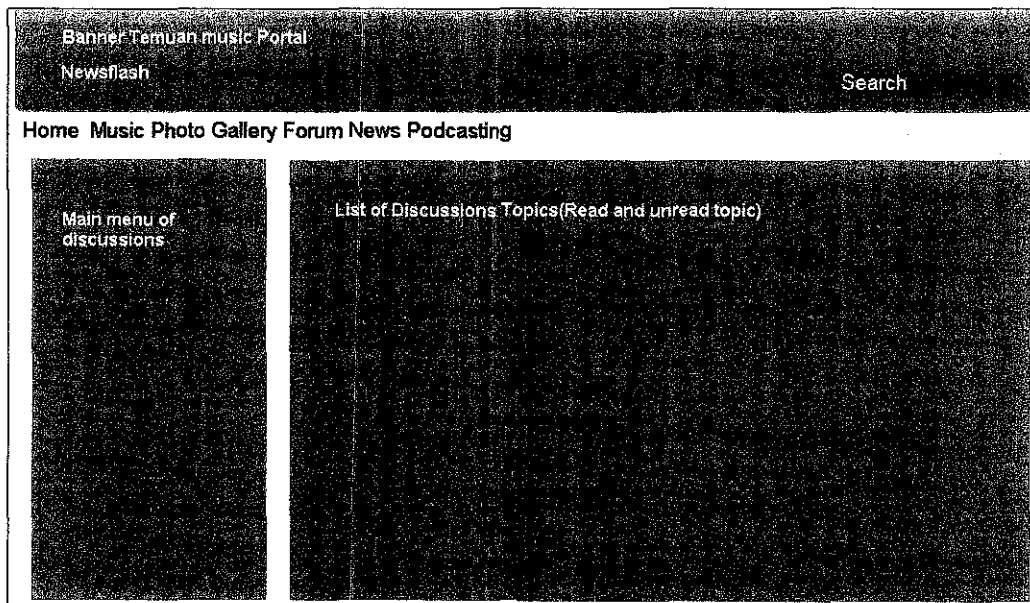 Banner Temuan music Portal
Newsflash
Search
Home Music Photo Gallery Forum News Podcasting
Main menu of
discussions
List of Discussions Topics(Read and unread topic)